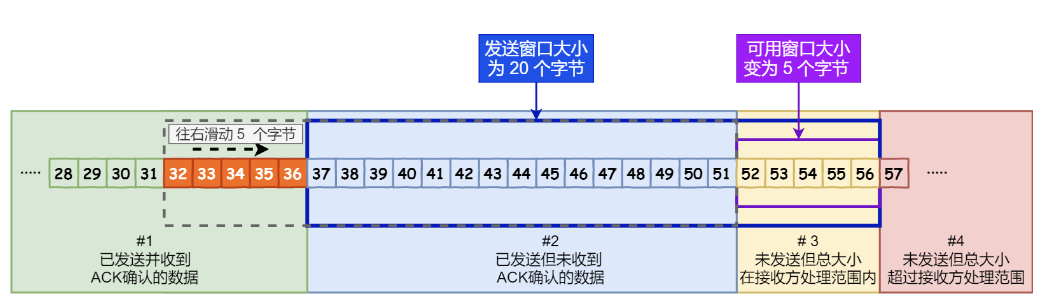 发送窗口大小
为 20 个字节
可用窗口大小
变为 5 个字节
往右滑动 5 个字节
····· 28 29 30 31 32 33 34 35 36 37 38 39 40 41 42 43 44 45 46 47 48 49 50 51 52 53 54 55 56 57 ·····
#1
已发送并收到
ACK确认的数据
#2
已发送但未收到
ACK确认的数据
# 3
未发送但总大小
在接收方处理范围内
#4
未发送但总大小
超过接收方处理范围